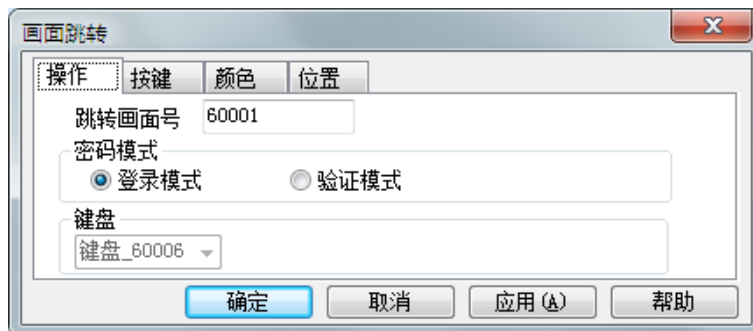 画面跳转
操作 按键 颜色 位置
跳转画面号 60001
密码模式
登录模式 验证模式
键盘
键盘_60006
确定 取消 应用(A) 帮助